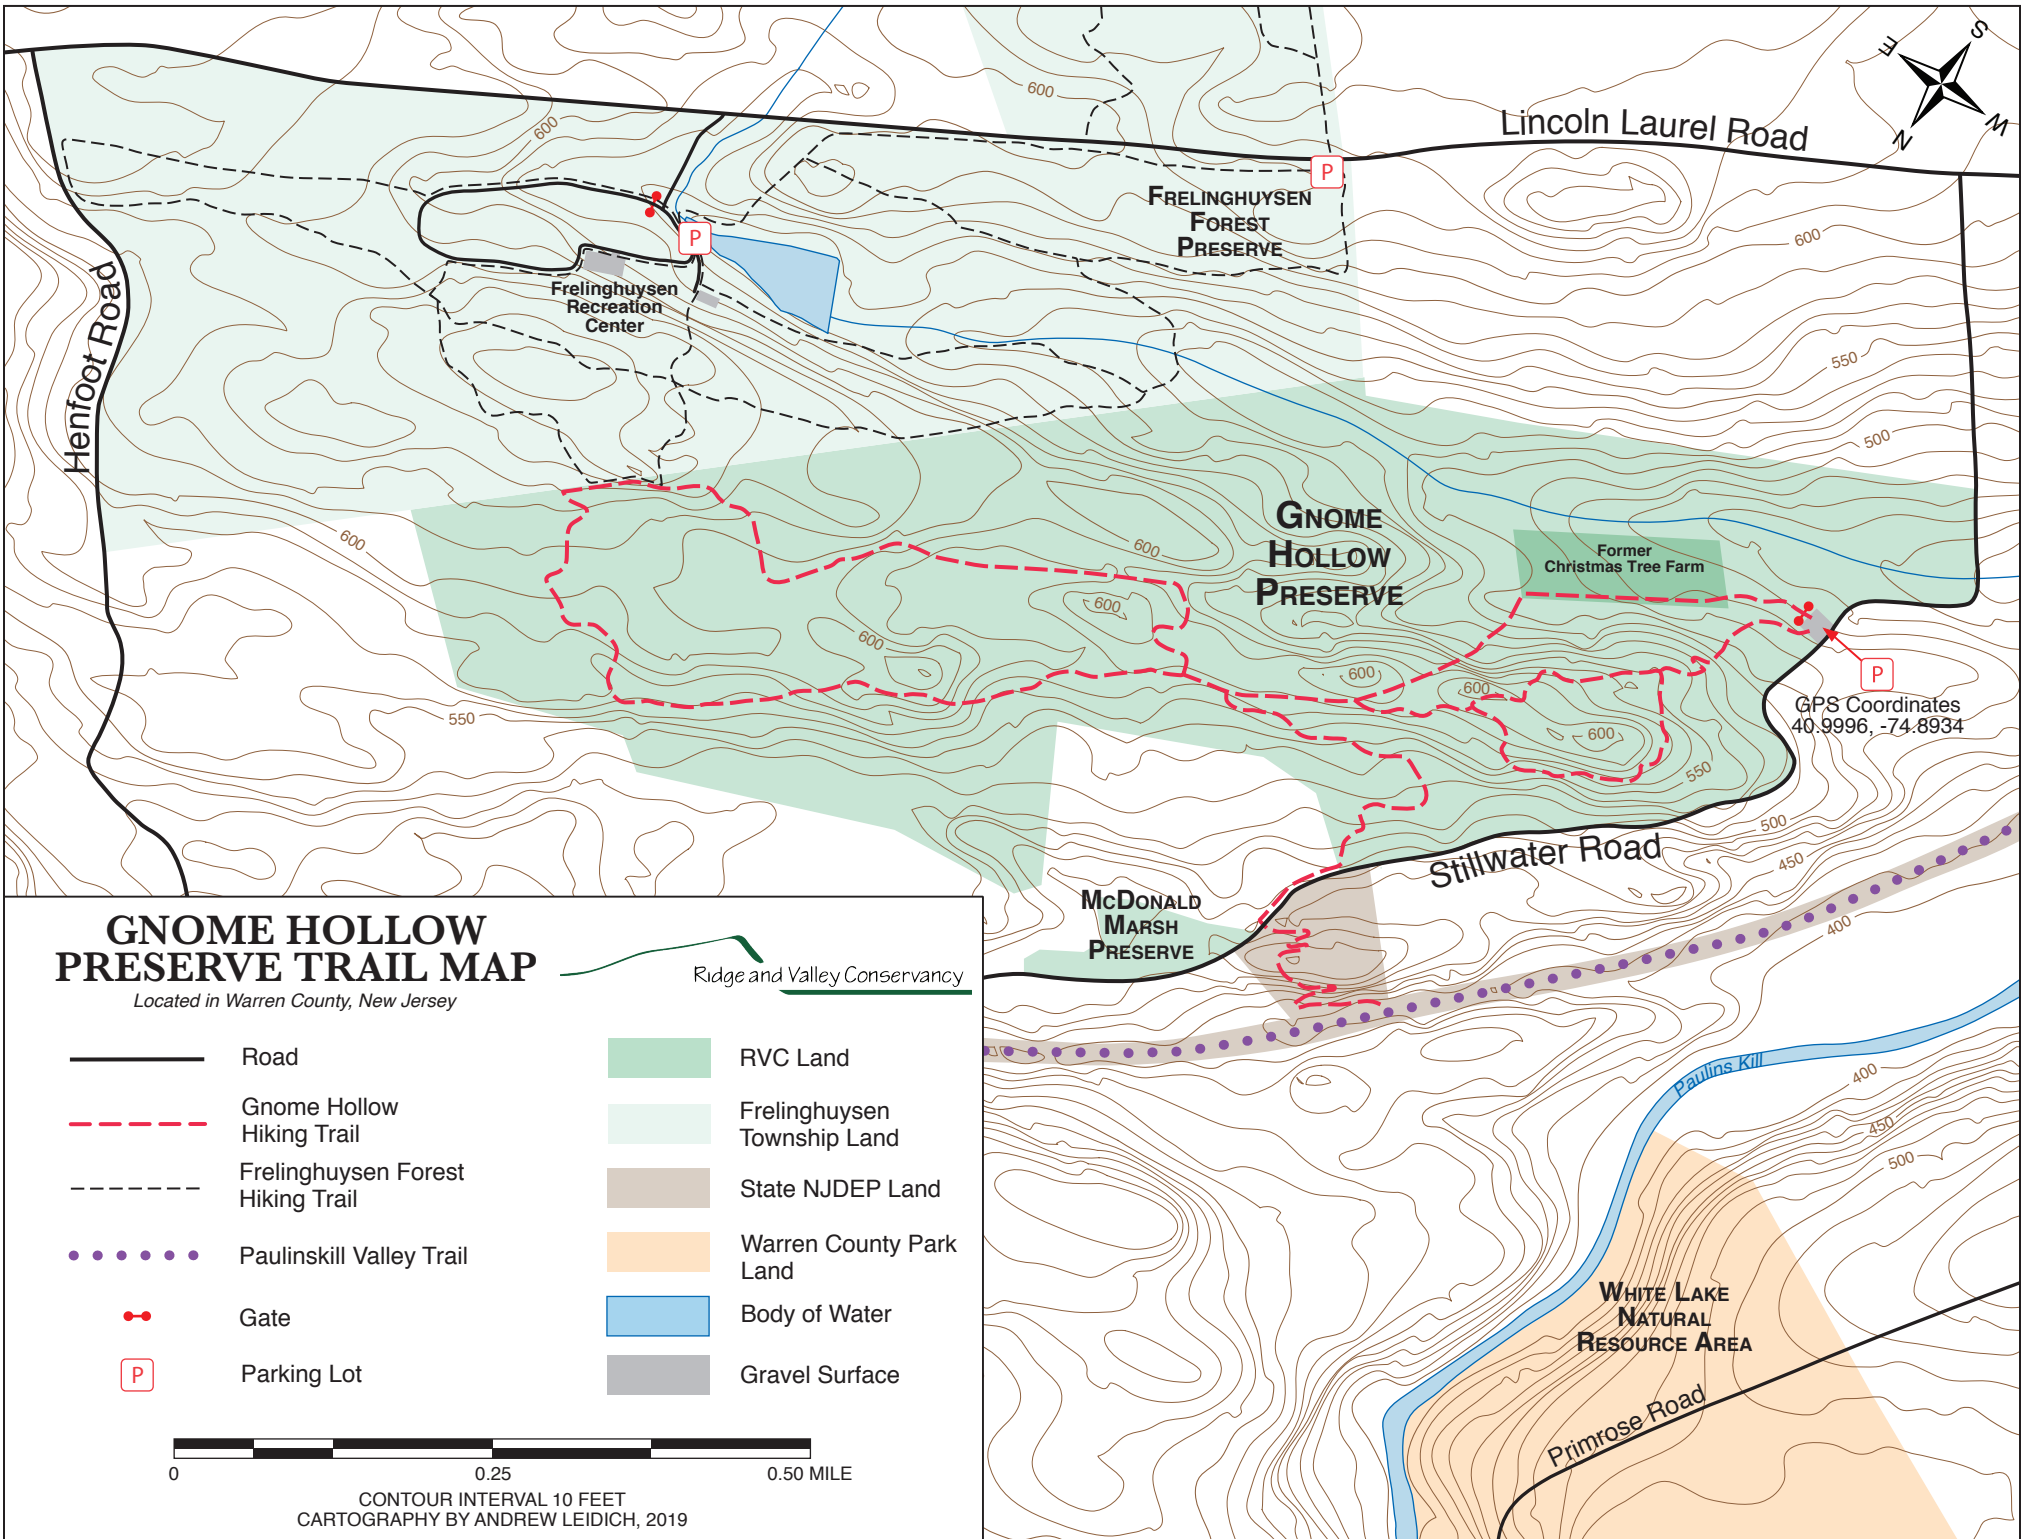 S
E
W
N
600
600
Lincoln Laurel Road
Frelinghuysen
Forest
Preserve
P
P
600
Henfoot Road
Frelinghuysen
Recreation
Center
550
500
Gnome
Hollow
Preserve
600
600
Former
Christmas Tree Farm
600
600
600
600
P
GPS Coordinates
40.9996, -74.8934
550
600
550
500
Stillwater Road
450
400
McDonald
Marsh
Preserve
Paulins Kill
400
450
500
White Lake
Natural
Resource Area
Primrose Road
GNOME HOLLOW
PRESERVE TRAIL MAP
Located in Warren County, New Jersey
Ridge and Valley Conservancy
Road
Gnome Hollow
Hiking Trail
Frelinghuysen Forest
Hiking Trail
Paulinskill Valley Trail
Gate
P
Parking Lot
RVC Land
Frelinghuysen
Township Land
State NJDEP Land
Warren County Park
Land
Body of Water
Gravel Surface
0 0.25 0.50 MILE
CONTOUR INTERVAL 10 FEET
CARTOGRAPHY BY ANDREW LEIDICH, 2019